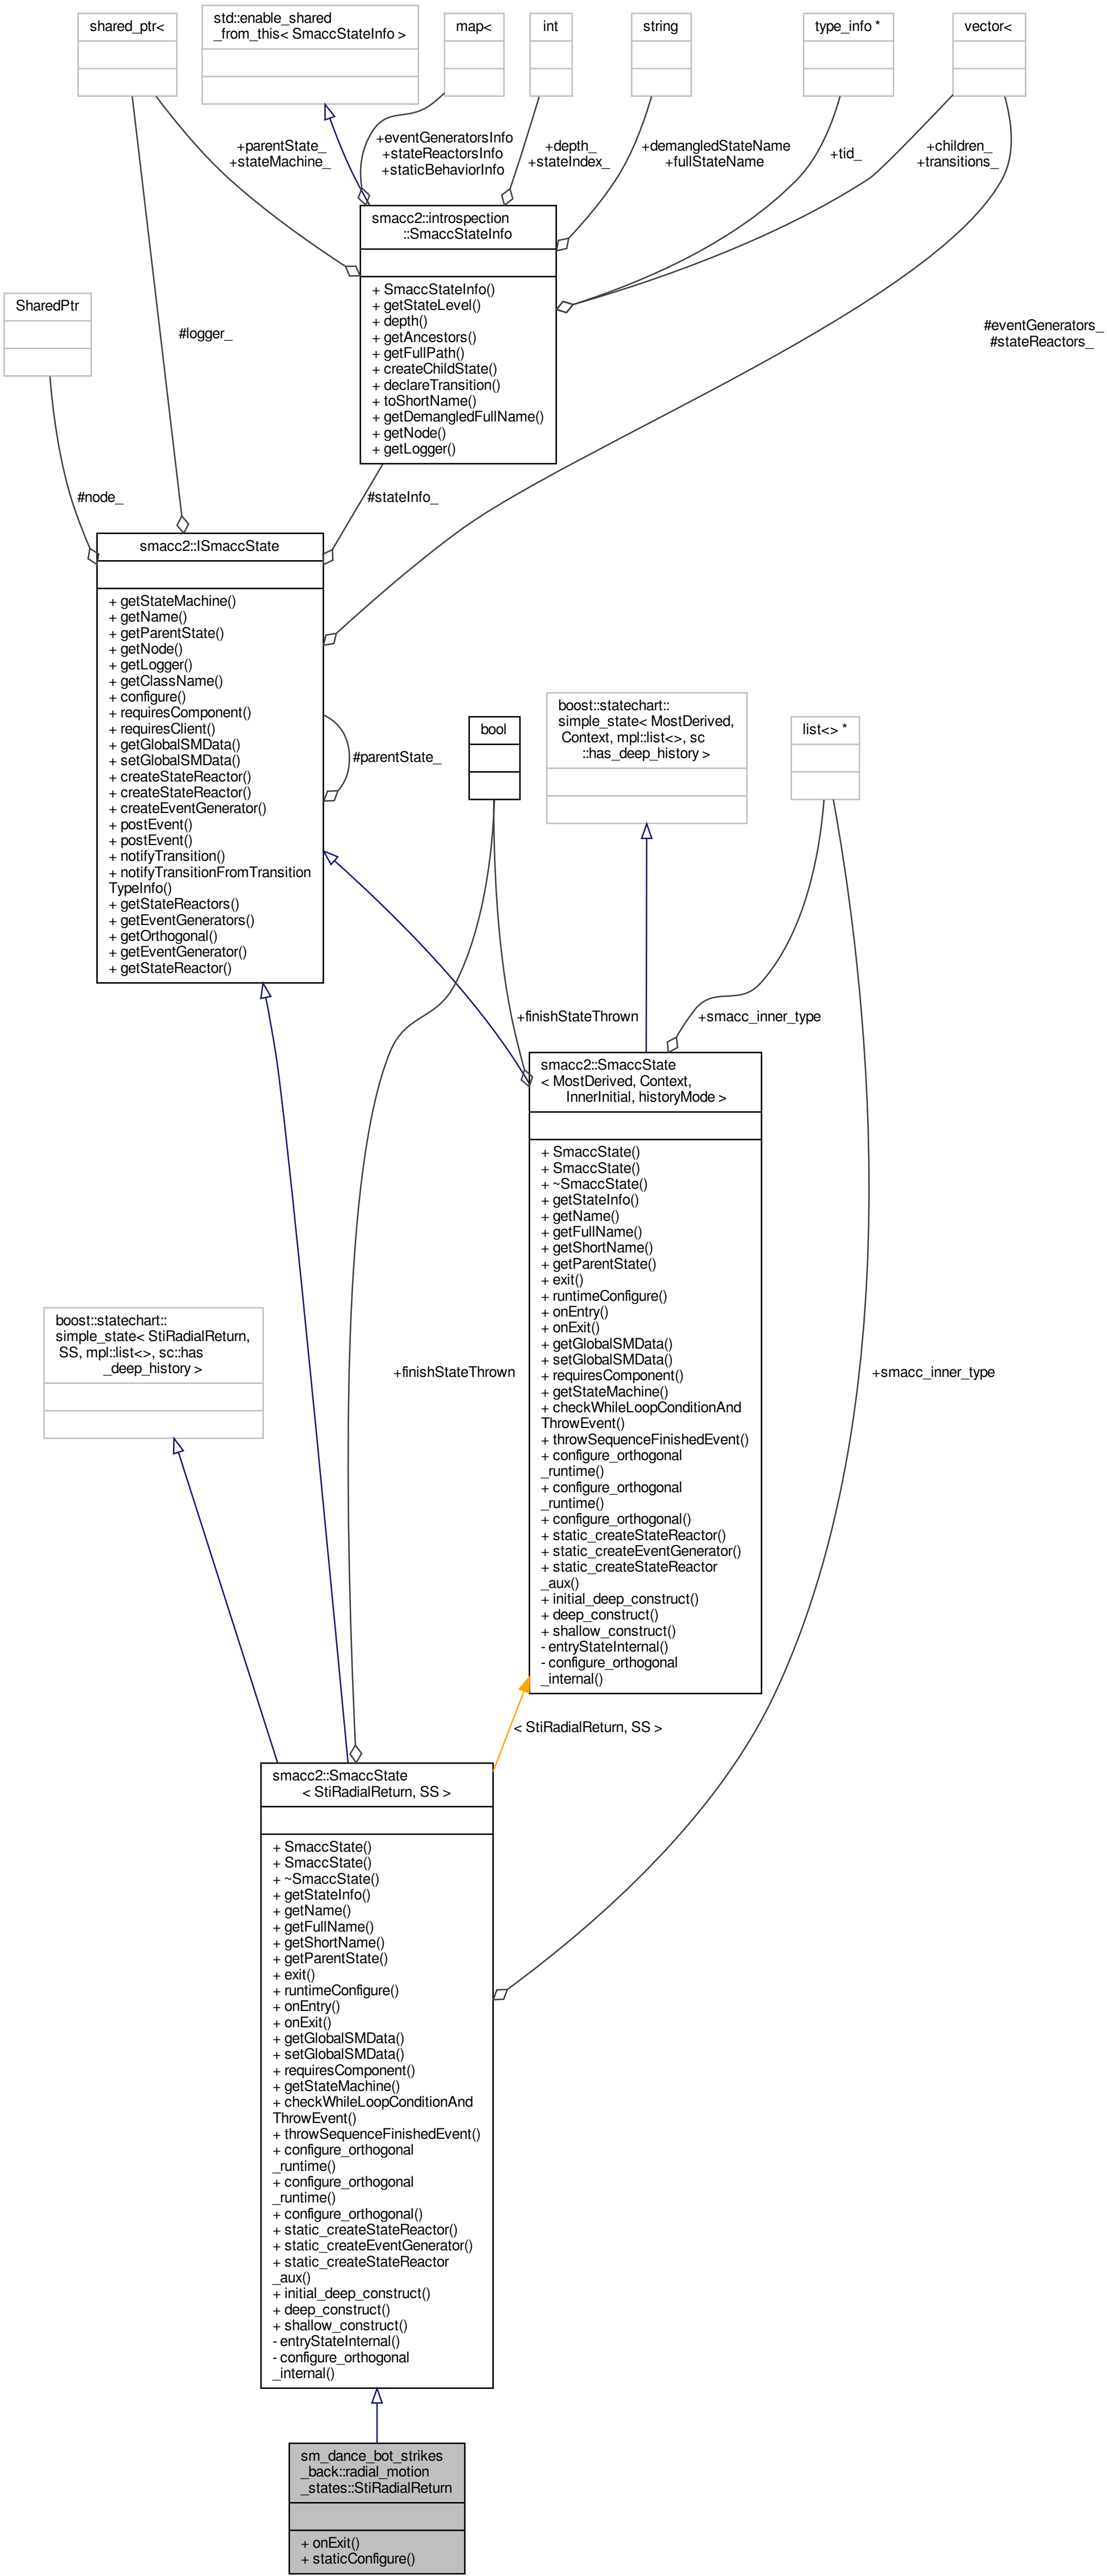 shared_ptr<
std::enable_shared
_from_this< SmaccStateInfo >
map<
int
string
type_info *
vector<
+parentState_
+stateMachine_
+eventGeneratorsInfo
+stateReactorsInfo
+staticBehaviorInfo
+depth_
+stateIndex_
+demangledStateName
+fullStateName
+tid_
+children_
+transitions_
smacc2::introspection
::SmaccStateInfo
+ SmaccStateInfo()
+ getStateLevel()
+ depth()
+ getAncestors()
+ getFullPath()
+ createChildState()
+ declareTransition()
+ toShortName()
+ getDemangledFullName()
+ getNode()
+ getLogger()
SharedPtr
#logger_
#eventGenerators_
#stateReactors_
#node_
#stateInfo_
smacc2::ISmaccState
+ getStateMachine()
+ getName()
+ getParentState()
+ getNode()
+ getLogger()
+ getClassName()
+ configure()
+ requiresComponent()
+ requiresClient()
+ getGlobalSMData()
+ setGlobalSMData()
+ createStateReactor()
+ createStateReactor()
+ createEventGenerator()
+ postEvent()
+ postEvent()
+ notifyTransition()
+ notifyTransitionFromTransition
TypeInfo()
+ getStateReactors()
+ getEventGenerators()
+ getOrthogonal()
+ getEventGenerator()
+ getStateReactor()
#parentState_
bool
boost::statechart::
simple_state< MostDerived,
Context, mpl::list<>, sc
::has_deep_history >
list<> *
+finishStateThrown
+smacc_inner_type
smacc2::SmaccState
< MostDerived, Context,
InnerInitial, historyMode >
+ SmaccState()
+ SmaccState()
+ ~SmaccState()
+ getStateInfo()
+ getName()
+ getFullName()
+ getShortName()
+ getParentState()
+ exit()
+ runtimeConfigure()
+ onEntry()
+ onExit()
+ getGlobalSMData()
+ setGlobalSMData()
+ requiresComponent()
+ getStateMachine()
+ checkWhileLoopConditionAnd
ThrowEvent()
+ throwSequenceFinishedEvent()
+ configure_orthogonal
_runtime()
+ configure_orthogonal
_runtime()
+ configure_orthogonal()
+ static_createStateReactor()
+ static_createEventGenerator()
+ static_createStateReactor
_aux()
+ initial_deep_construct()
+ deep_construct()
+ shallow_construct()
- entryStateInternal()
- configure_orthogonal
_internal()
boost::statechart::
simple_state< StiRadialReturn,
SS, mpl::list<>, sc::has
_deep_history >
+finishStateThrown
+smacc_inner_type
< StiRadialReturn, SS >
smacc2::SmaccState
< StiRadialReturn, SS >
+ SmaccState()
+ SmaccState()
+ ~SmaccState()
+ getStateInfo()
+ getName()
+ getFullName()
+ getShortName()
+ getParentState()
+ exit()
+ runtimeConfigure()
+ onEntry()
+ onExit()
+ getGlobalSMData()
+ setGlobalSMData()
+ requiresComponent()
+ getStateMachine()
+ checkWhileLoopConditionAnd
ThrowEvent()
+ throwSequenceFinishedEvent()
+ configure_orthogonal
_runtime()
+ configure_orthogonal
_runtime()
+ configure_orthogonal()
+ static_createStateReactor()
+ static_createEventGenerator()
+ static_createStateReactor
_aux()
+ initial_deep_construct()
+ deep_construct()
+ shallow_construct()
- entryStateInternal()
- configure_orthogonal
_internal()
sm_dance_bot_strikes
_back::radial_motion
_states::StiRadialReturn
+ onExit()
+ staticConfigure()